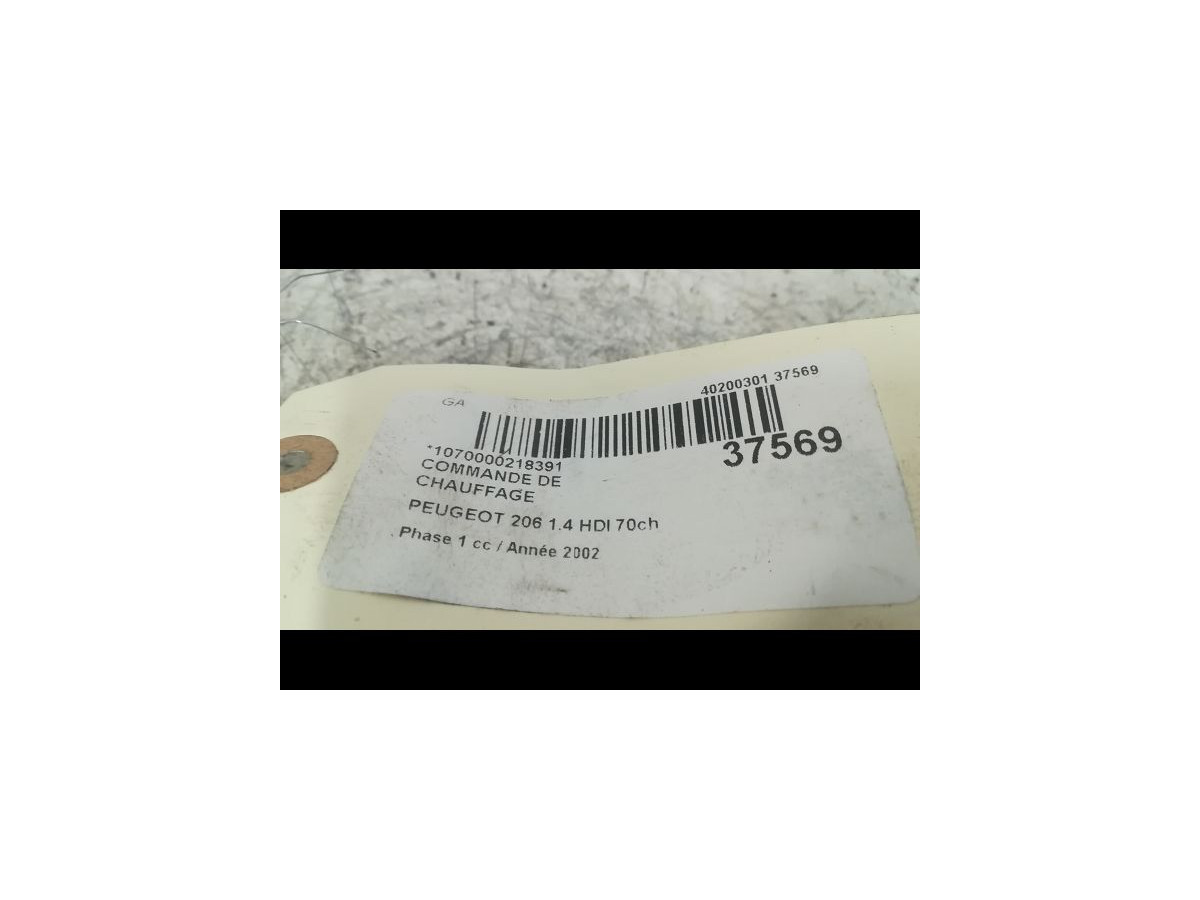 GA
40200301 37569
*1070000218391
37569
COMMANDE DE
CHAUFFAGE
PEUGEOT 206 1.4 HDI 70ch
Phase 1 cc / Année 2002